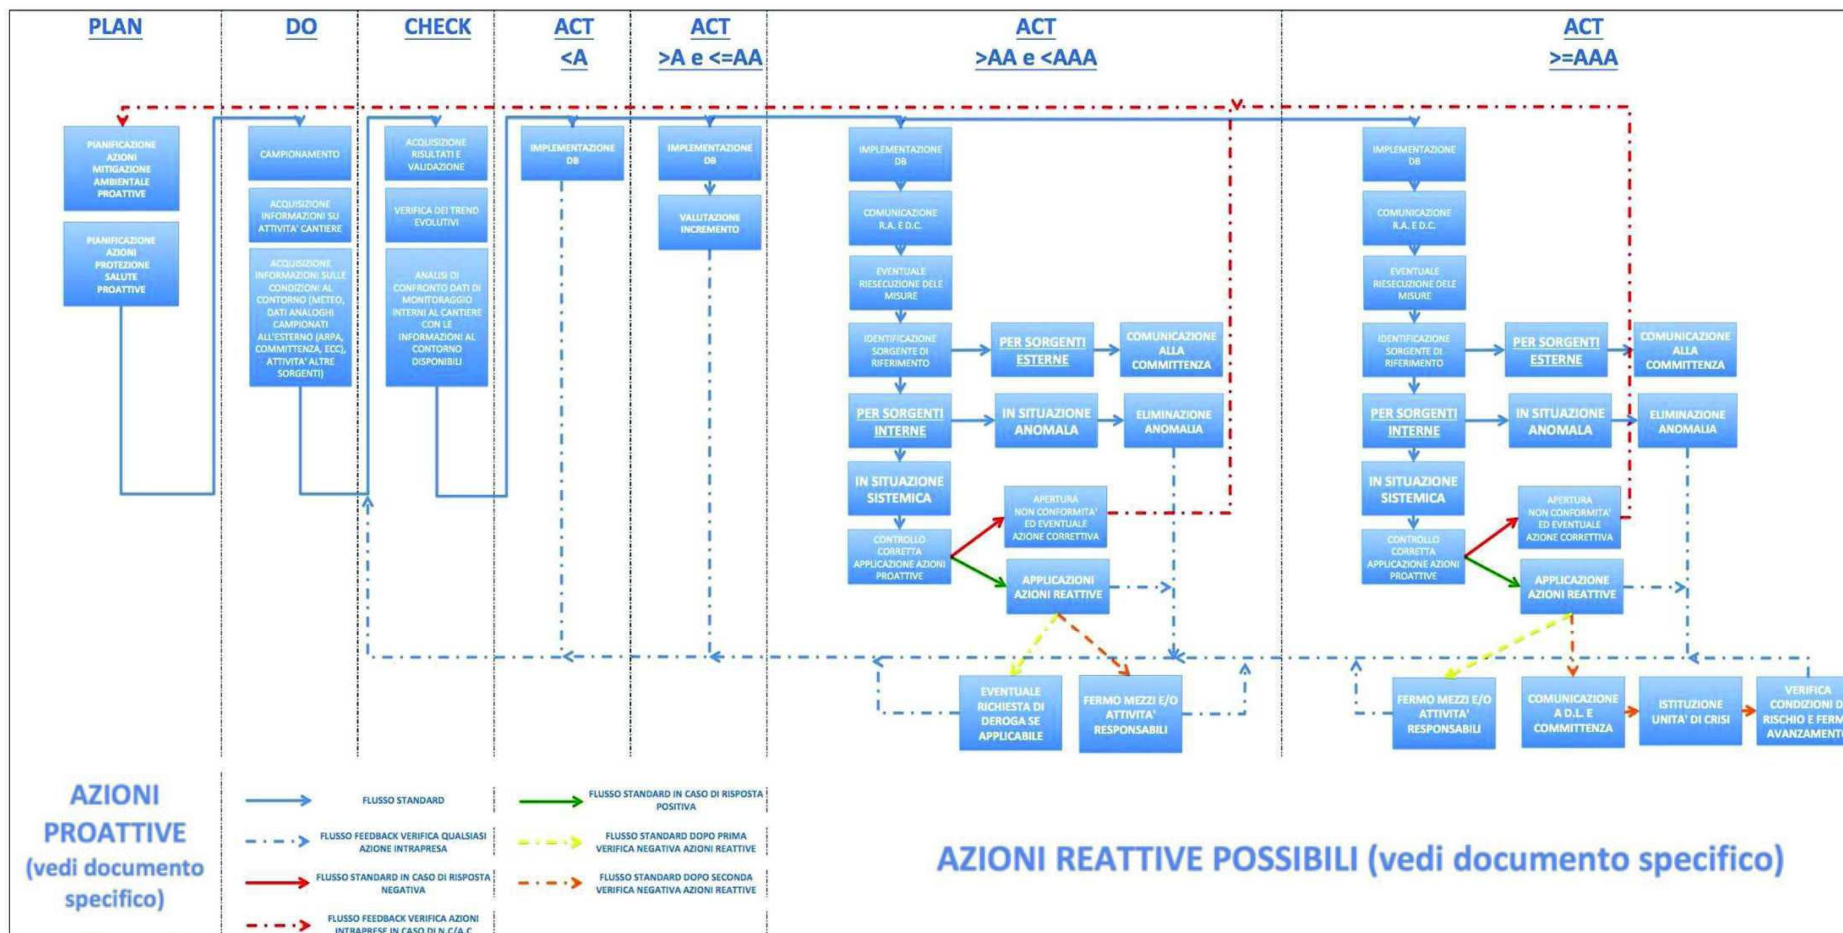 PLAN
DO
CHECK
ACT
<A
ACT
>A e <=AA
ACT
>AA e <AAA
ACT
>=AAA
PIANIFICAZIONE
AZIONI
MITIGAZIONE
AMBIENTALE
PROATTIVE
PIANIFICAZIONE
AZIONI
PROTEZIONE
SALUTE
PROATTIVE
CAMPIONAMENTO
ACQUISIZIONE
INFORMAZIONI SU
ATTIVITA' CANTIERE
ACQUISIZIONE
INFORMAZIONI SULLE
CONDIZIONI AL
CONTORNO (METEO,
DATI ANALOGHI
CAMPIONATI
ALL'ESTERNO (ARPA,
COMMITTENZA, ECC),
ATTIVITA' ALTRE
SORGENTI)
ACQUISIZIONE
RISULTATI E
VALIDAZIONE
VERIFICA DEI TREND
EVOLUTIVI
ANALISI DI
CONFRONTO DATI DI
MONITORAGGIO
INTERNI AL CANTIERE
CON LE
INFORMAZIONI AL
CONTORNO
DISPONIBILI
IMPLEMENTAZIONE
DB
IMPLEMENTAZIONE
DB
VALUTAZIONE
INCREMENTO
IMPLEMENTAZIONE
DB
COMUNICAZIONE
R.A. E D.C.
EVENTUALE
RIESECUZIONE DELE
MISURE
IDENTIFICAZIONE
SORGENTE DI
RIFERIMENTO
PER SORGENTI
ESTERNE
COMUNICAZIONE
ALLA
COMMITTENZA
PER SORGENTI
INTERNE
IN SITUAZIONE
ANOMALA
ELIMINAZIONE
ANOMALIA
IN SITUAZIONE
SISTEMICA
CONTROLLO
CORRETTA
APPLICAZIONE AZIONI
PROATTIVE
APERTURA
NON CONFORMITA'
ED EVENTUALE
AZIONE CORRETTIVA
APPLICAZIONI
AZIONI REATTIVE
EVENTUALE
RICHIESTA DI
DEROGA SE
APPLICABILE
FERMO MEZZI E/O
ATTIVITA'
RESPONSABILI
IMPLEMENTAZIONE
DB
COMUNICAZIONE
R.A. E D.C.
EVENTUALE
RIESECUZIONE DELE
MISURE
IDENTIFICAZIONE
SORGENTE DI
RIFERIMENTO
PER SORGENTI
ESTERNE
COMUNICAZIONE
ALLA
COMMITTENZA
PER SORGENTI
INTERNE
IN SITUAZIONE
ANOMALA
ELIMINAZIONE
ANOMALIA
IN SITUAZIONE
SISTEMICA
CONTROLLO
CORRETTA
APPLICAZIONE AZIONI
PROATTIVE
APERTURA
NON CONFORMITA'
ED EVENTUALE
AZIONE CORRETTIVA
APPLICAZIONE
AZIONI REATTIVE
FERMO MEZZI E/O
ATTIVITA'
RESPONSABILI
COMUNICAZIONE
A D.L. E
COMMITTENZA
ISTITUZIONE
UNITA' DI CRISI
VERIFICA
CONDIZIONI DI
RISCHIO E FERMO
AVANZAMENTO
AZIONI
PROATTIVE
(vedi documento
specifico)
FLUSSO STANDARD
FLUSSO FEEDBACK VERIFICA QUALSIASI
AZIONE INTRAPRESA
FLUSSO STANDARD IN CASO DI RISPOSTA
NEGATIVA
FLUSSO FEEDBACK VERIFICA AZIONI
INTRAPRESE IN CASO DI N.C/A.C
FLUSSO STANDARD IN CASO DI RISPOSTA
POSITIVA
FLUSSO STANDARD DOPO PRIMA
VERIFICA NEGATIVA AZIONI REATTIVE
FLUSSO STANDARD DOPO SECONDA
VERIFICA NEGATIVA AZIONI REATTIVE
AZIONI REATTIVE POSSIBILI (vedi documento specifico)